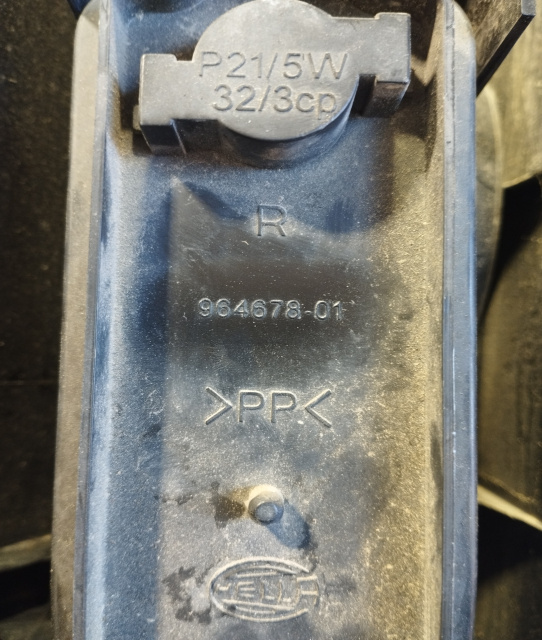 P21/5W
32/3cp
R
964678-01
>PP<
HELLA